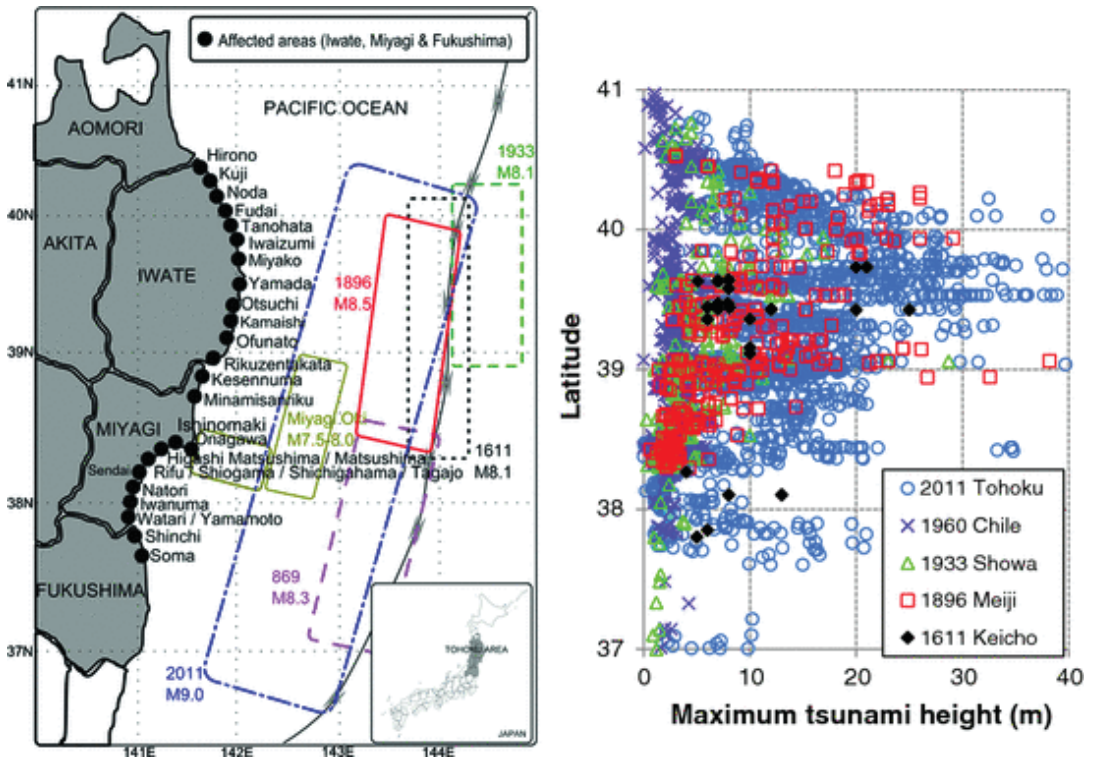 Affected areas (Iwate, Miyagi & Fukushima)
41N
PACIFIC OCEAN
AOMORI
1933
M8.1
Hirono
Kuji
Noda
Fudai
40N
Tanohata
AKITA
Iwaizumi
IWATE
Miyako
1896
M8.5
Yamada
Otsuchi
Kamaishi
Ofunato
39N
Rikuzentakata
Kesennuma
Minamisanriku
MIYAGI
Ishinomaki
Onagawa
Miyagi Oki
M7.5-8.0
1611
M8.1
Higashi Matsushima / Matsushima
Sendai
Rifu / Shiogama / Shichigahama / Tagajo
38N
Natori
Iwanuma
Watari / Yamamoto
Shinchi
Soma
FUKUSHIMA
869
M8.3
37N
2011
M9.0
TOHOKU AREA
JAPAN
141E 142E 143E 144E
41
40
39
38
37
Latitude
2011 Tohoku
1960 Chile
1933 Showa
1896 Meiji
1611 Keicho
0 10 20 30 40
Maximum tsunami height (m)